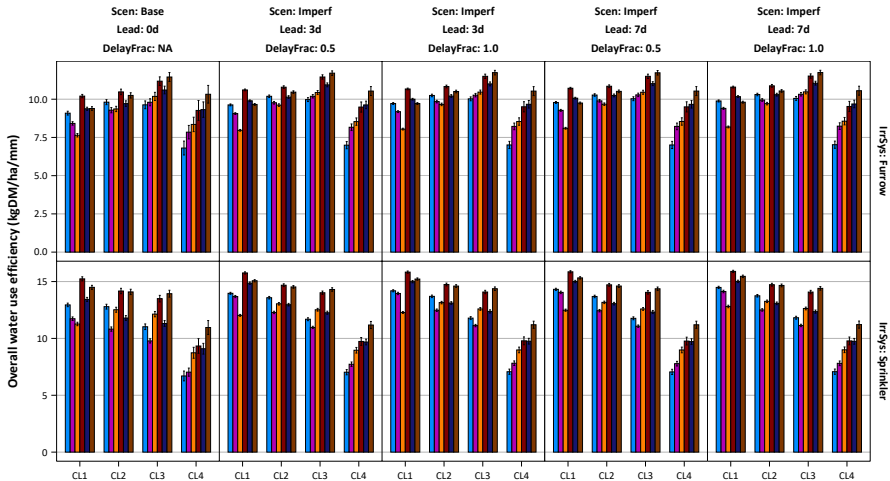 Scen: Base
Lead: 0d
DelayFrac: NA
Scen: Imperf
Lead: 3d
DelayFrac: 0.5
Scen: Imperf
Lead: 3d
DelayFrac: 1.0
Scen: Imperf
Lead: 7d
DelayFrac: 0.5
Scen: Imperf
Lead: 7d
DelayFrac: 1.0
Overall water use efficiency (kgDM/ha/mm)
10.0
7.5
5.0
2.5
0.0
IrrSys: Furrow
15
10
5
0
IrrSys: Sprinkler
CL1 CL2 CL3 CL4 CL1 CL2 CL3 CL4 CL1 CL2 CL3 CL4 CL1 CL2 CL3 CL4 CL1 CL2 CL3 CL4